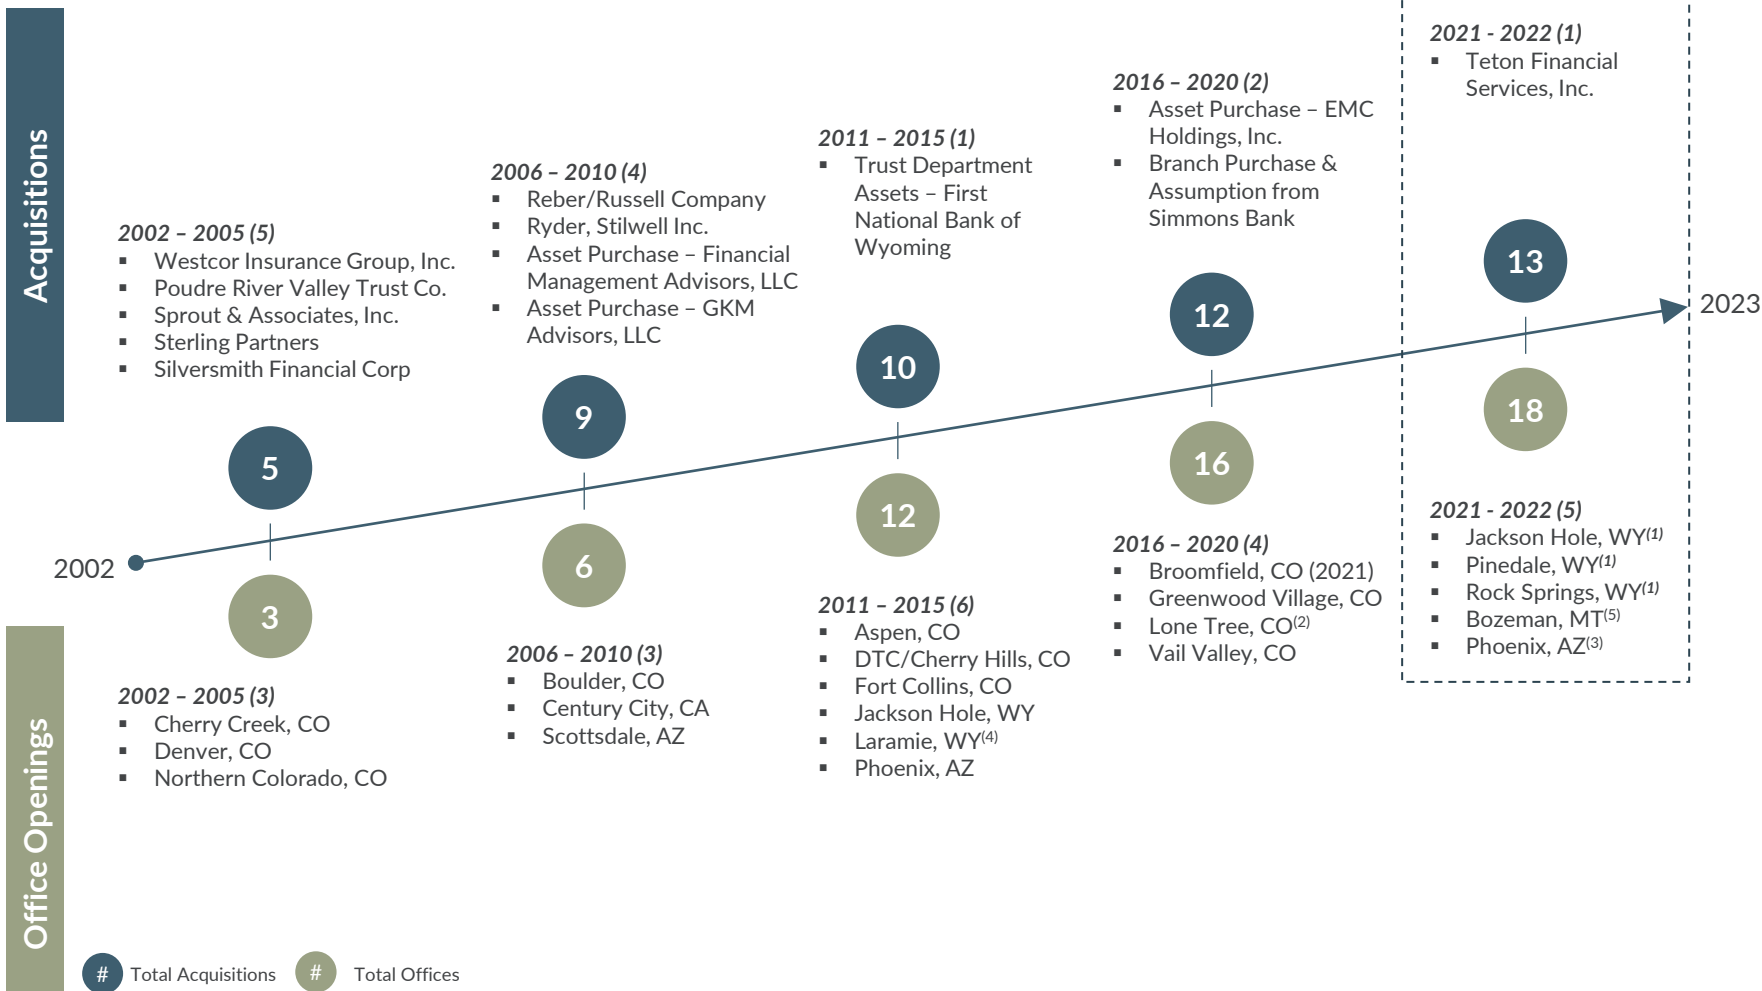 Acquisitions
2002 – 2005 (5)
▪ Westcor Insurance Group, Inc.
▪ Poudre River Valley Trust Co.
▪ Sprout & Associates, Inc.
▪ Sterling Partners
▪ Silversmith Financial Corp
2006 – 2010 (4)
▪ Reber/Russell Company
▪ Ryder, Stilwell Inc.
▪ Asset Purchase – Financial
Management Advisors, LLC
▪ Asset Purchase – GKM
Advisors, LLC
2011 – 2015 (1)
▪ Trust Department
Assets – First
National Bank of
Wyoming
2016 – 2020 (2)
▪ Asset Purchase – EMC
Holdings, Inc.
▪ Branch Purchase &
Assumption from
Simmons Bank
2021 - 2022 (1)
▪ Teton Financial
Services, Inc.
5
9
10
12
13
2002
2023
3
6
12
16
18
Office Openings
2002 – 2005 (3)
▪ Cherry Creek, CO
▪ Denver, CO
▪ Northern Colorado, CO
2006 – 2010 (3)
▪ Boulder, CO
▪ Century City, CA
▪ Scottsdale, AZ
2011 – 2015 (6)
▪ Aspen, CO
▪ DTC/Cherry Hills, CO
▪ Fort Collins, CO
▪ Jackson Hole, WY
▪ Laramie, WY(4)
▪ Phoenix, AZ
2016 – 2020 (4)
▪ Broomfield, CO (2021)
▪ Greenwood Village, CO
▪ Lone Tree, CO(2)
▪ Vail Valley, CO
2021 - 2022 (5)
▪ Jackson Hole, WY(1)
▪ Pinedale, WY(1)
▪ Rock Springs, WY(1)
▪ Bozeman, MT(5)
▪ Phoenix, AZ(3)
# Total Acquisitions
# Total Offices